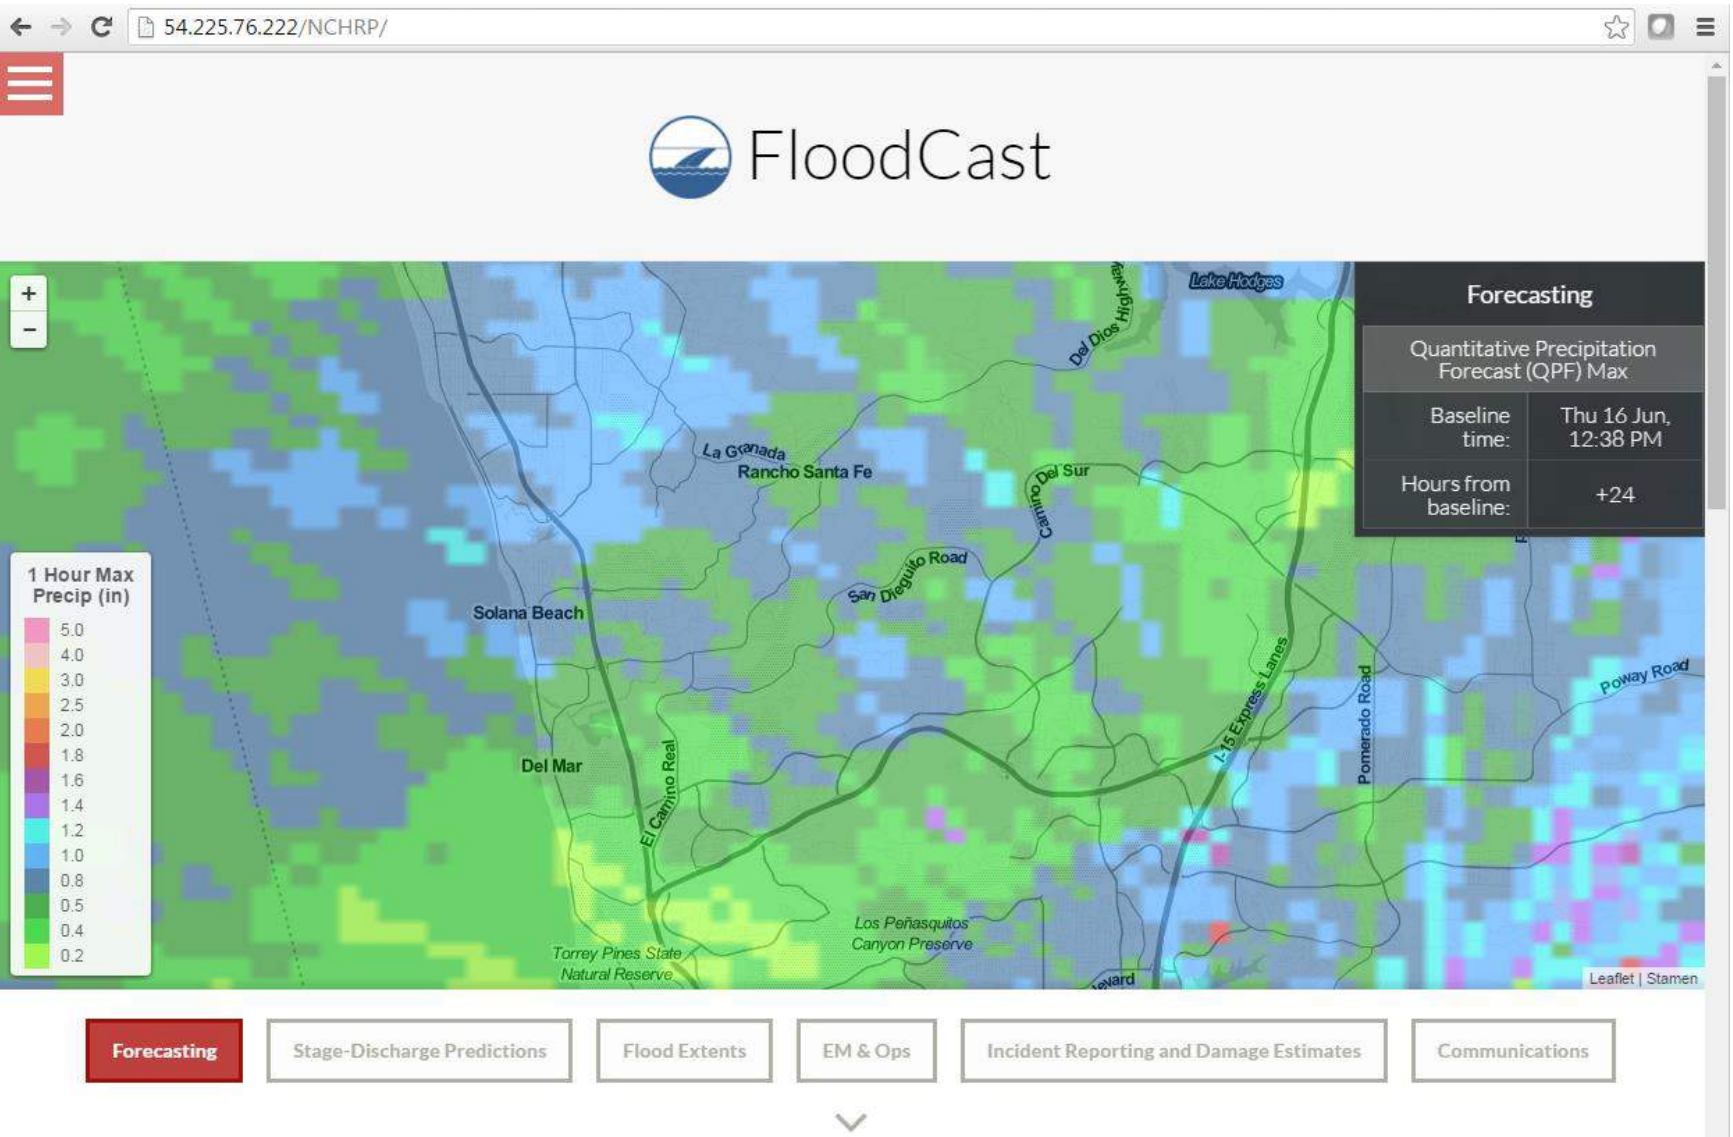 54.225.76.222/NCHRP/
FloodCast
+
−
Del Dios Highway
Lake Hodges
Forecasting
Quantitative Precipitation
Forecast (QPF) Max
Baseline
time:
Thu 16 Jun,
12:38 PM
Hours from
baseline:
+24
La Granada
Rancho Santa Fe
Camino Del Sur
San Dieguito Road
Solana Beach
1 Hour Max
Precip (in)
5.0
4.0
3.0
2.5
2.0
1.8
1.6
1.4
1.2
1.0
0.8
0.5
0.4
0.2
I-15 Express Lanes
Pomerado Road
Poway Road
Del Mar
El Camino Real
Los Peñasquitos
Canyon Preserve
Torrey Pines State
Natural Reserve
Leaflet | Stamen
Forecasting
Stage-Discharge Predictions
Flood Extents
EM & Ops
Incident Reporting and Damage Estimates
Communications